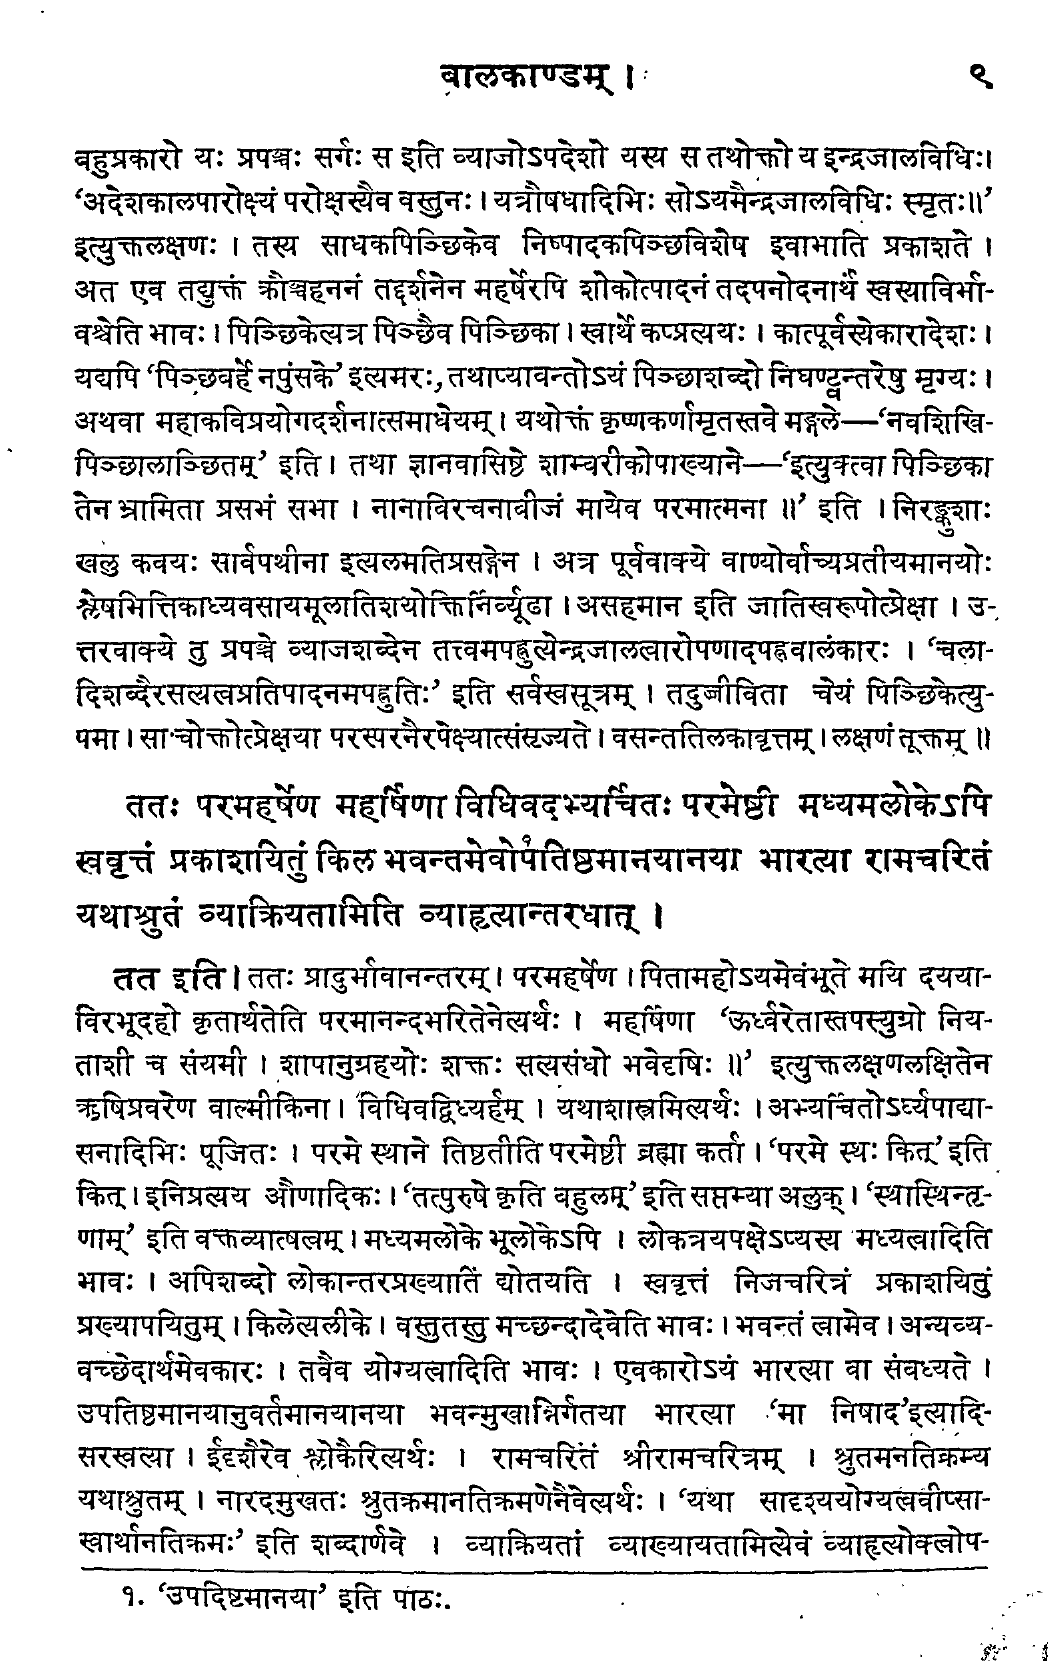 बालकाण्डम् । ९
बहुप्रकारो यः प्रपञ्चः सर्गः स इति व्याजोऽपदेशो यस्य स तथोक्तो य इन्द्रजालविधिः।
‘अदेशकालपारोक्ष्यं परोक्षस्यैव वस्तुनः । यत्रौषधादिभिः सोऽयमैन्द्रजालविधिः स्मृतः॥’
इत्युक्तलक्षणः । तस्य साधकपिञ्छिकेव निष्पादकपिञ्छविशेष इवाभाति प्रकाशते ।
अत एव तद्युक्तं क्रौञ्चहननं तद्दर्शनेन महर्षेरपि शोकोत्पादनं तदपनोदनार्थं स्वस्याविर्भा-
वश्चेति भावः । पिञ्छिकेत्यत्र पिञ्छैव पिञ्छिका । स्वार्थे कप्प्रत्ययः । कात्पूर्वस्येकारादेशः ।
यद्यपि ‘पिञ्छबर्हे नपुंसके’ इत्यमरः, तथाप्यावन्तोऽयं पिञ्छाशब्दो निघण्ट्वन्तरेषु मृग्यः ।
अथवा महाकविप्रयोगदर्शनात्समाधेयम् । यथोक्तं कृष्णकर्णामृतस्तवे मङ्गले—‘नवशिखि-
पिञ्छालाञ्छितम्’ इति । तथा ज्ञानवासिष्ठे शाम्बरीकोपाख्याने—‘इत्युक्त्वा पिञ्छिका
तेन भ्रामिता प्रसभं सभा । नानाविरचनाबीजं मायेव परमात्मना ॥’ इति । निरङ्कुशाः
खलु कवयः सार्वपथीना इत्यलमतिप्रसङ्गेन । अत्र पूर्ववाक्ये वाण्योर्वाच्यप्रतीयमानयोः
श्लेषभित्तिकाध्यवसायमूलातिशयोक्तिर्निर्व्यूढा । असहमान इति जातिस्वरूपोत्प्रेक्षा । उ-
त्तरवाक्ये तु प्रपञ्चे व्याजशब्देन तत्त्वमपह्नुत्येन्द्रजालत्वारोपणादपह्नवालंकारः । ‘चला-
दिशब्दैरसत्यत्वप्रतिपादनमपह्नुतिः’ इति सर्वस्वसूत्रम् । तदुज्जीविता चेयं पिञ्छिकेत्यु-
पमा । सा चोक्तोत्प्रेक्षया परस्परनैरपेक्ष्यात्संसृज्यते । वसन्ततिलकावृत्तम् । लक्षणं तूक्तम् ॥
ततः परमहर्षेण महर्षिणा विधिवदभ्यर्चितः परमेष्ठी मध्यमलोकेऽपि
स्ववृत्तं प्रकाशयितुं किल भवन्तमेवोपतिष्ठमानयानया१ भारत्या रामचरितं
यथाश्रुतं व्याक्रियतामिति व्याहृत्यान्तरधात् ।
तत इति । ततः प्रादुर्भावानन्तरम् । परमहर्षेण । पितामहोऽयमेवंभूते मयि दयया-
विरभूदहो कृतार्थतेति परमानन्दभरितेनेत्यर्थः । महर्षिणा ‘ऊर्ध्वरेतास्तपस्युग्रो निय-
ताशी च संयमी । शापानुग्रहयोः शक्तः सत्यसंधो भवेदृषिः ॥’ इत्युक्तलक्षणलक्षितेन
ऋषिप्रवरेण वाल्मीकिना । विधिवद्विध्यर्हम् । यथाशास्त्रमित्यर्थः । अभ्यर्चितोऽर्घ्यपाद्या-
सनादिभिः पूजितः । परमे स्थाने तिष्ठतीति परमेष्ठी ब्रह्मा कर्ता । ‘परमे स्थः कित्’ इति
कित् । इनिप्रत्यय औणादिकः । ‘तत्पुरुषे कृति बहुलम्’ इति सप्तम्या अलुक् । ‘स्थास्थिन्तृ-
णाम्’ इति वक्तव्यात्षत्वम् । मध्यमलोके भूलोकेऽपि । लोकत्रयपक्षेऽप्यस्य मध्यत्वादिति
भावः । अपिशब्दो लोकान्तरप्रख्यातिं द्योतयति । स्ववृत्तं निजचरित्रं प्रकाशयितुं
प्रख्यापयितुम् । किलेत्यलीके । वस्तुतस्तु मच्छन्दादेवेति भावः । भवन्तं त्वामेव । अन्यव्य-
वच्छेदार्थमेवकारः । तवैव योग्यत्वादिति भावः । एवकारोऽयं भारत्या वा संबध्यते ।
उपतिष्ठमानयानुवर्तमानयानया भवन्मुखान्निर्गतया भारत्या ‘मा निषाद’इत्यादि-
सरस्वत्या । ईदृशैरेव श्लोकैरित्यर्थः । रामचरितं श्रीरामचरित्रम् । श्रुतमनतिक्रम्य
यथाश्रुतम् । नारदमुखतः श्रुतक्रमानतिक्रमणेनैवेत्यर्थः । ‘यथा सादृश्ययोग्यत्ववीप्सा-
स्वार्थानतिक्रमः’ इति शब्दार्णवे । व्याक्रियतां व्याख्यायतामित्येवं व्याहृत्योक्त्वोप-
१. ‘उपदिष्टमानया’ इति पाठः.